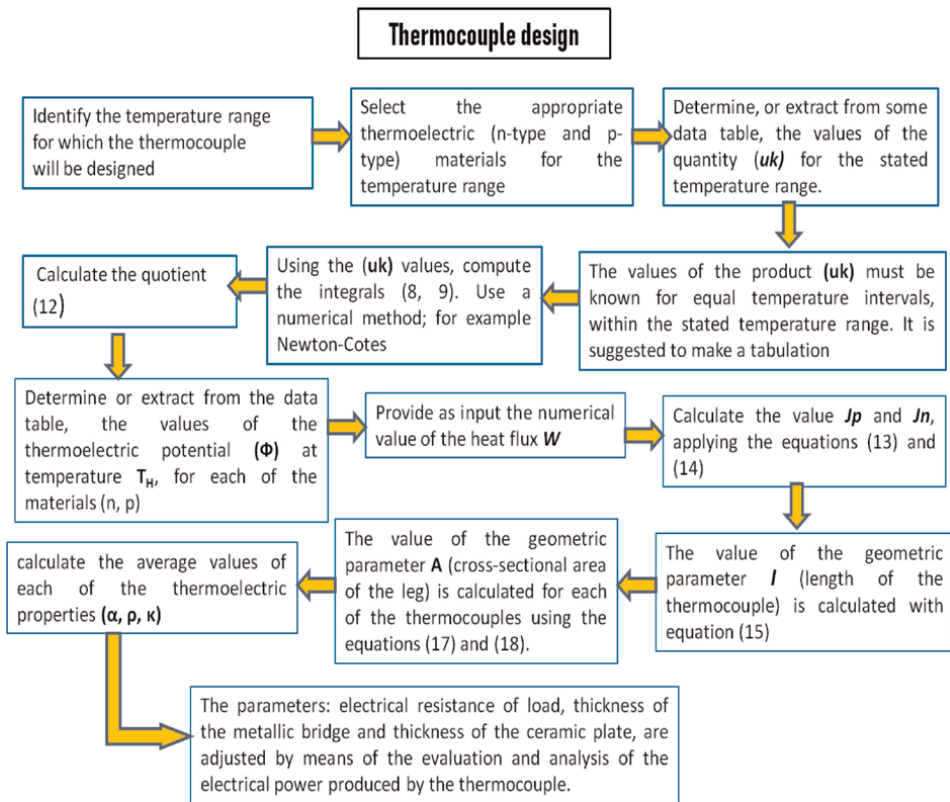 Thermocouple design
Identify the temperature range
for which the thermocouple
will be designed
Select the appropriate
thermoelectric (n-type and p-
type) materials for the
temperature range
Determine, or extract from some
data table, the values of the
quantity (uk) for the stated
temperature range.
The values of the product (uk) must be
known for equal temperature intervals,
within the stated temperature range. It is
suggested to make a tabulation
Using the (uk) values, compute
the integrals (8, 9). Use a
numerical method; for example
Newton-Cotes
Calculate the quotient
(12)
Determine or extract from the data
table, the values of the
thermoelectric potential (Φ) at
temperature T_H, for each of the
materials (n, p)
Provide as input the numerical
value of the heat flux W
Calculate the value Jp and Jn,
applying the equations (13) and
(14)
The value of the geometric
parameter l (length of the
thermocouple) is calculated with
equation (15)
The value of the geometric
parameter A (cross-sectional area
of the leg) is calculated for each
of the thermocouples using the
equations (17) and (18).
calculate the average values of
each of the thermoelectric
properties (α, ρ, κ)
The parameters: electrical resistance of load, thickness of
the metallic bridge and thickness of the ceramic plate, are
adjusted by means of the evaluation and analysis of the
electrical power produced by the thermocouple.